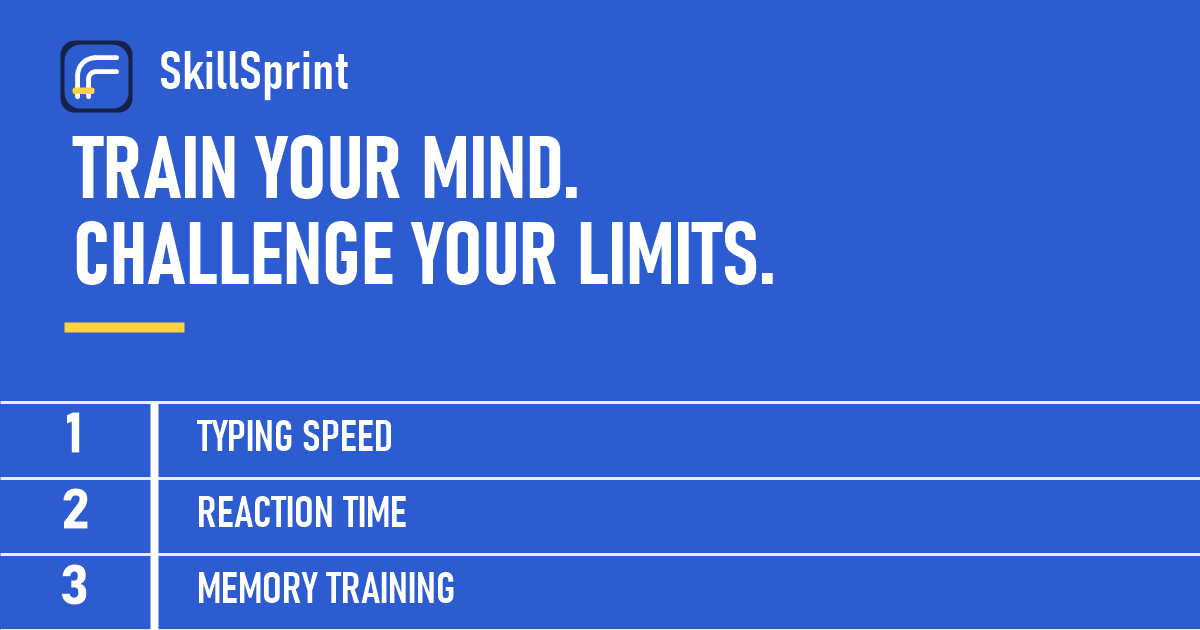 SkillSprint
TRAIN YOUR MIND.
CHALLENGE YOUR LIMITS.
1 TYPING SPEED
2 REACTION TIME
3 MEMORY TRAINING